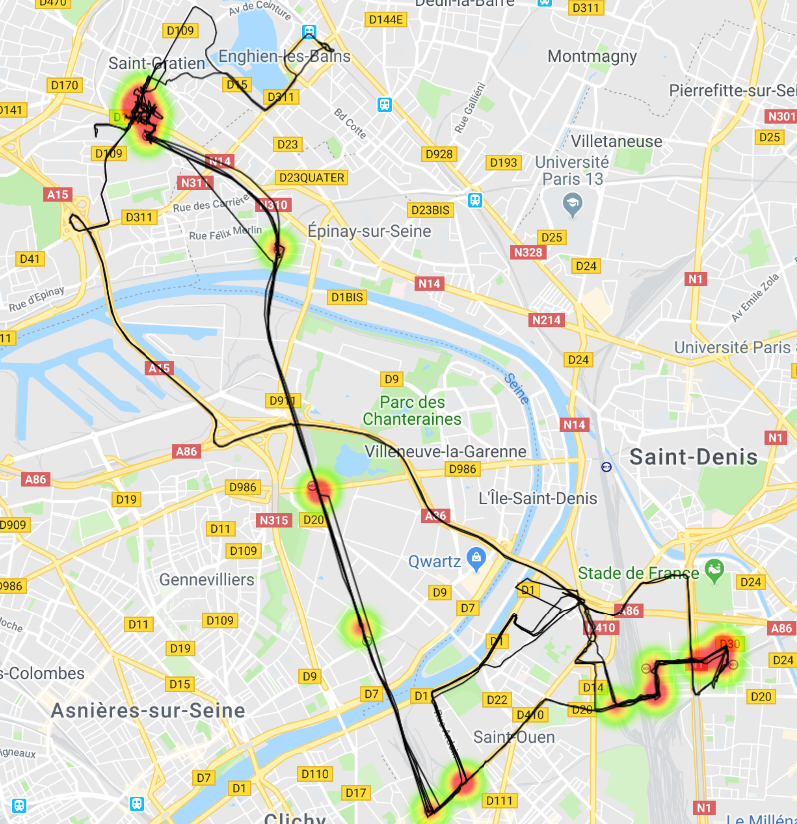 D470
Av de Ceinture
D144E
Deuil-la-Barre
D311
D109
Saint-Gratien
Enghien-les-Bains
Montmagny
D170
D15
D311
Pierrefitte-sur-Sei
D141
Bd Cotte
Rue Galliéni
N301
D25
D109
D23
Villetaneuse
N14
D928
D193
Université
Paris 13
N311
D23QUATER
A15
Rue des Carrière
N310
D23BIS
D311
Rue Félix Merlin
Épinay-sur-Seine
D25
D41
N328
D24
N1
N14
Rue d'Epinay
D1BIS
Av Emile Zola
N214
11
Université Paris 8
D24
A15
D9
Seine
D911
Parc des
Chanteraines
N14
N1
A86
Villeneuve-la-Garenne
Saint-Denis
A86
D986
D986
D19
L'Île-Saint-Denis
D20
A86
D909
D11
N315
D109
Qwartz
Stade de France
Gennevilliers
D986
D9
D1
D24
D7
A86
D11
D109
D410
A86
D1
D30
D19
D24
s-Colombes
D9
D15
D7
D1
D22
D14
D20
Asnières-sur-Seine
D410
D20
Saint-Ouen
D7
D110
D1
D17
D111
N1
Clichy
Le Millén